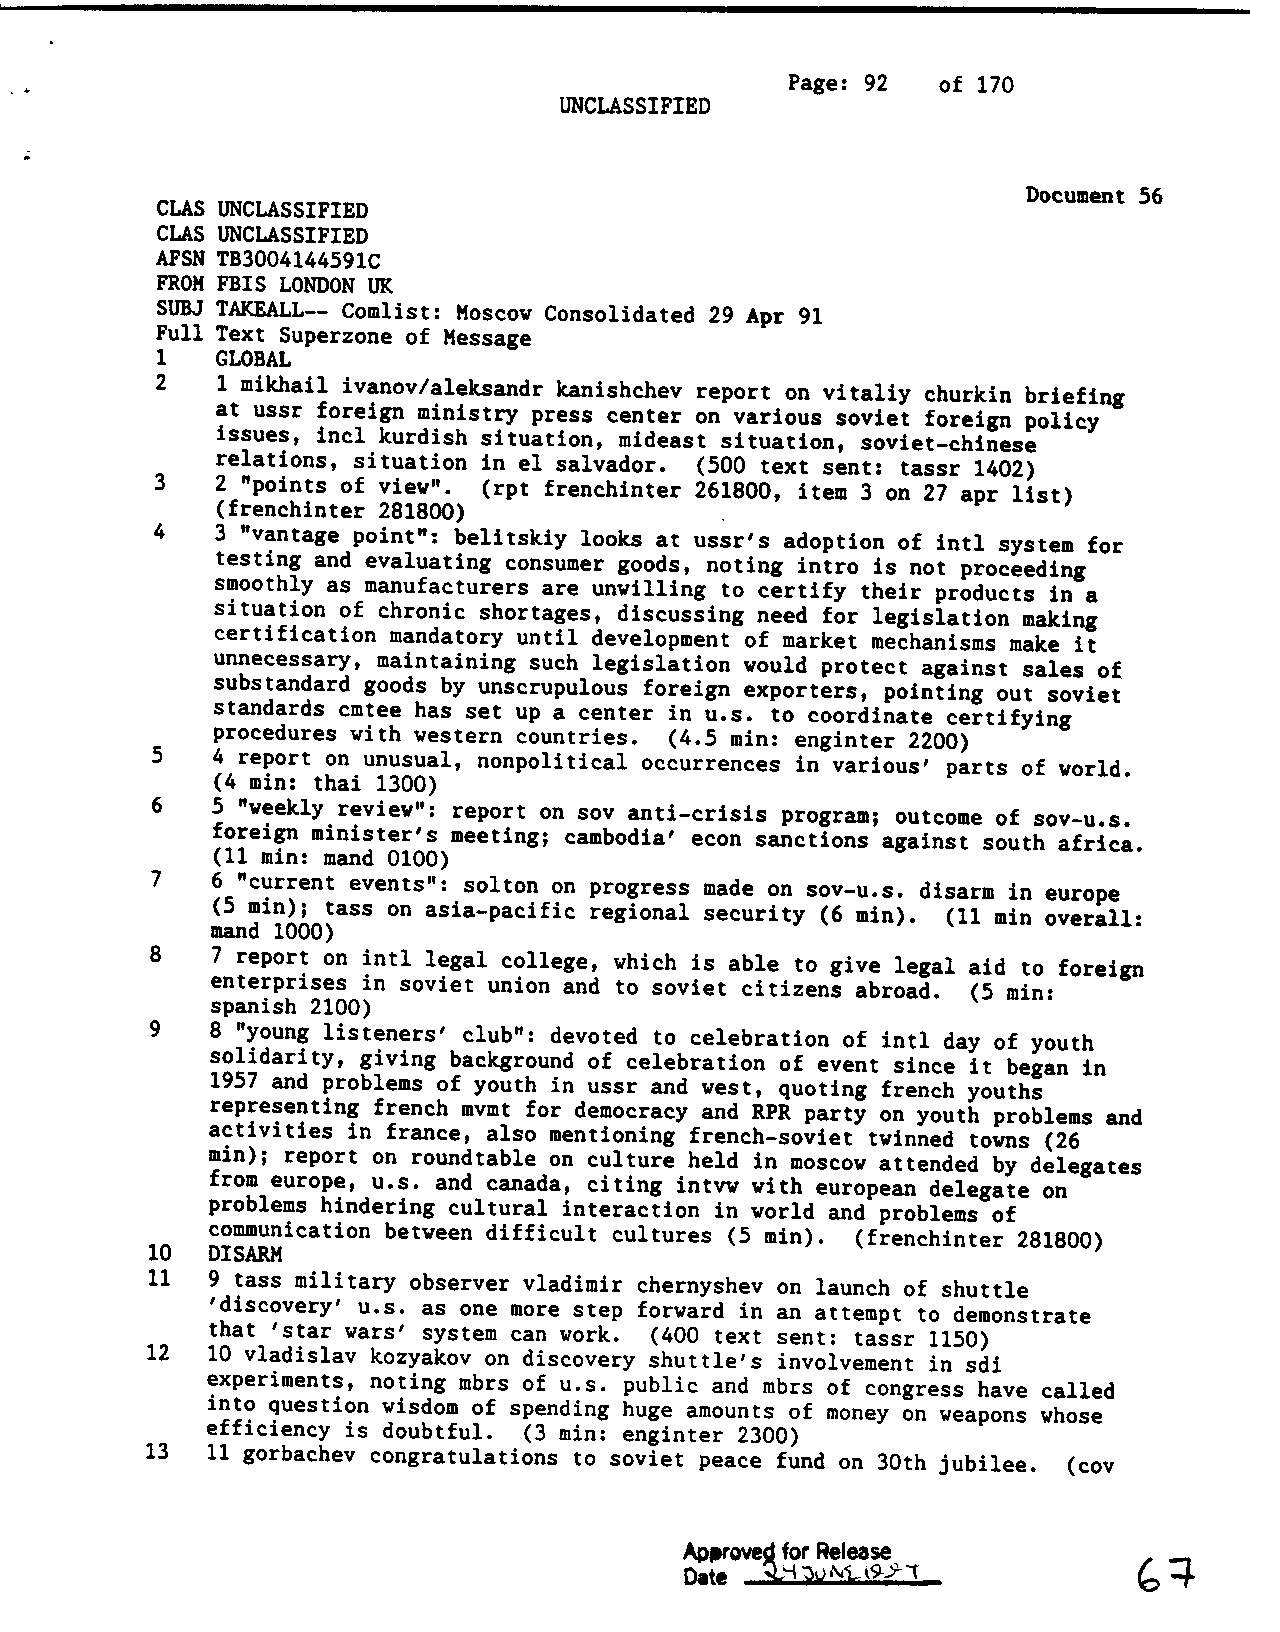 Page: 92 of 170
UNCLASSIFIED
Document 56
CLAS UNCLASSIFIED
CLAS UNCLASSIFIED
AFSN TB3004144591C
FROM FBIS LONDON UK
SUBJ TAKEALL-- Comlist: Moscow Consolidated 29 Apr 91
Full Text Superzone of Message
1 GLOBAL
2 1 mikhail ivanov/aleksandr kanishchev report on vitaliy churkin briefing
at ussr foreign ministry press center on various soviet foreign policy
issues, incl kurdish situation, mideast situation, soviet-chinese
relations, situation in el salvador. (500 text sent: tassr 1402)
3 2 "points of view". (rpt frenchinter 261800, item 3 on 27 apr list)
(frenchinter 281800)
4 3 "vantage point": belitskiy looks at ussr's adoption of intl system for
testing and evaluating consumer goods, noting intro is not proceeding
smoothly as manufacturers are unwilling to certify their products in a
situation of chronic shortages, discussing need for legislation making
certification mandatory until development of market mechanisms make it
unnecessary, maintaining such legislation would protect against sales of
substandard goods by unscrupulous foreign exporters, pointing out soviet
standards cmtee has set up a center in u.s. to coordinate certifying
procedures with western countries. (4.5 min: enginter 2200)
5 4 report on unusual, nonpolitical occurrences in various' parts of world.
(4 min: thai 1300)
6 5 "weekly review": report on sov anti-crisis program; outcome of sov-u.s.
foreign minister's meeting; cambodia' econ sanctions against south africa.
(11 min: mand 0100)
7 6 "current events": solton on progress made on sov-u.s. disarm in europe
(5 min); tass on asia-pacific regional security (6 min). (11 min overall:
mand 1000)
8 7 report on intl legal college, which is able to give legal aid to foreign
enterprises in soviet union and to soviet citizens abroad. (5 min:
spanish 2100)
9 8 "young listeners' club": devoted to celebration of intl day of youth
solidarity, giving background of celebration of event since it began in
1957 and problems of youth in ussr and west, quoting french youths
representing french mvmt for democracy and RPR party on youth problems and
activities in france, also mentioning french-soviet twinned towns (26
min); report on roundtable on culture held in moscow attended by delegates
from europe, u.s. and canada, citing intvw with european delegate on
problems hindering cultural interaction in world and problems of
communication between difficult cultures (5 min). (frenchinter 281800)
10 DISARM
11 9 tass military observer vladimir chernyshev on launch of shuttle
'discovery' u.s. as one more step forward in an attempt to demonstrate
that 'star wars' system can work. (400 text sent: tassr 1150)
12 10 vladislav kozyakov on discovery shuttle's involvement in sdi
experiments, noting mbrs of u.s. public and mbrs of congress have called
into question wisdom of spending huge amounts of money on weapons whose
efficiency is doubtful. (3 min: enginter 2300)
13 11 gorbachev congratulations to soviet peace fund on 30th jubilee. (cov
Approved for Release
Date 24 JUNE
67